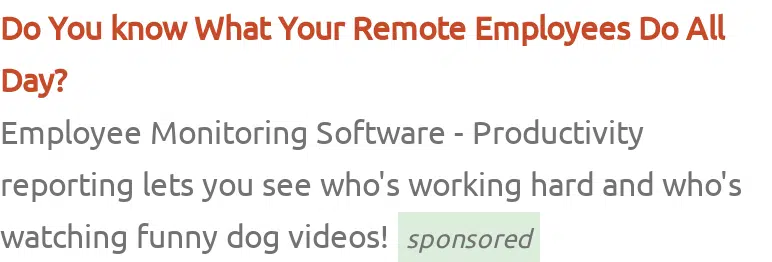 Do You know What Your Remote Employees Do All
Day?
Employee Monitoring Software - Productivity
reporting lets you see who's working hard and who's
watching funny dog videos! sponsored